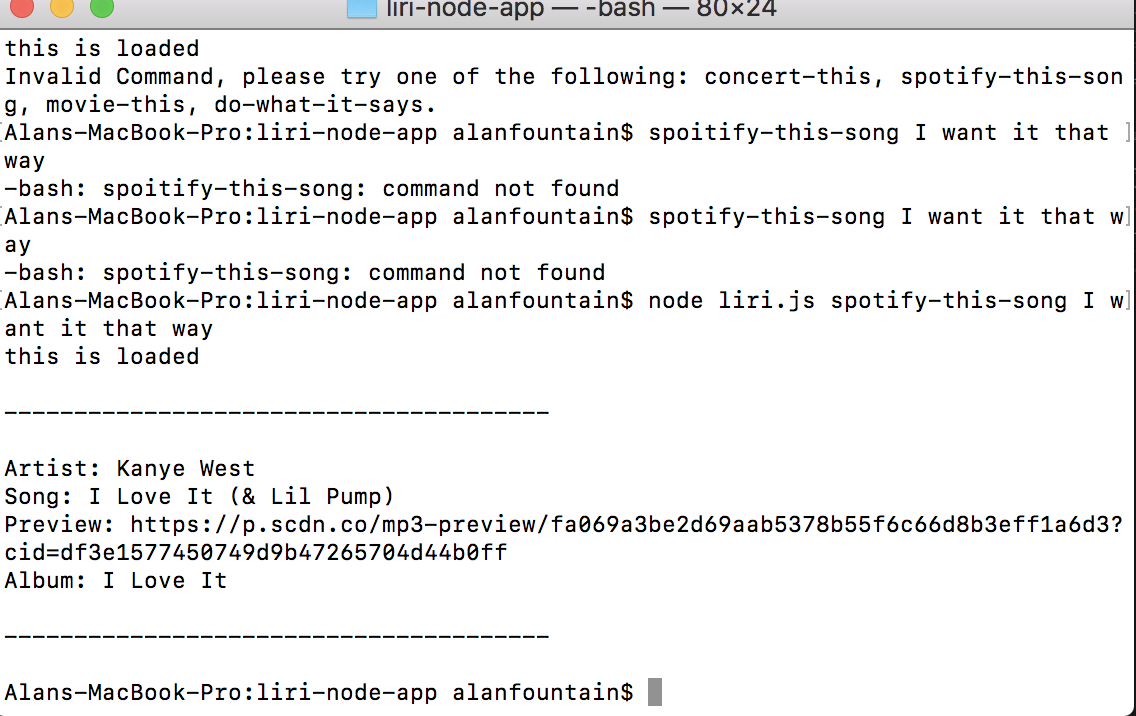 liri-node-app — -bash — 80×24
this is loaded
Invalid Command, please try one of the following: concert-this, spotify-this-son
g, movie-this, do-what-it-says.
[Alans-MacBook-Pro:liri-node-app alanfountain$ spoitify-this-song I want it that ]
way
-bash: spoitify-this-song: command not found
[Alans-MacBook-Pro:liri-node-app alanfountain$ spotify-this-song I want it that w]
ay
-bash: spotify-this-song: command not found
[Alans-MacBook-Pro:liri-node-app alanfountain$ node liri.js spotify-this-song I w]
ant it that way
this is loaded
---------------------------------------
Artist: Kanye West
Song: I Love It (& Lil Pump)
Preview: https://p.scdn.co/mp3-preview/fa069a3be2d69aab5378b55f6c66d8b3eff1a6d3?
cid=df3e1577450749d9b47265704d44b0ff
Album: I Love It
---------------------------------------
Alans-MacBook-Pro:liri-node-app alanfountain$